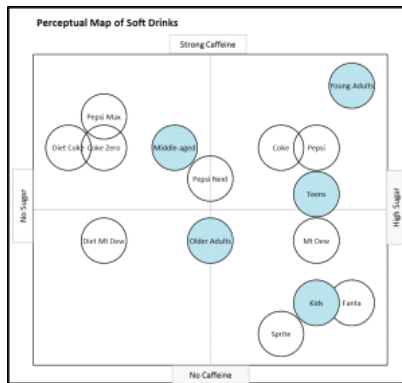 Perceptual Map of Soft Drinks
Strong Caffeine
Young Adults
Pepsi Max
Diet Coke
Coke Zero
Middle-aged
Coke
Pepsi
Pepsi Next
Teens
No Sugar
High Sugar
Diet Mt Dew
Older Adults
Mt Dew
Kids
Fanta
Sprite
No Caffeine